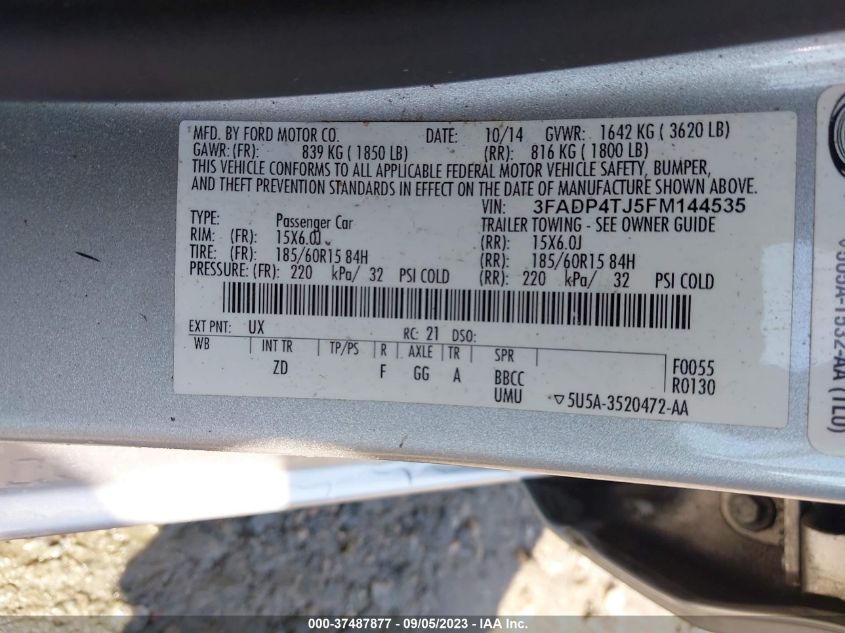 MFD. BY FORD MOTOR CO. DATE: 10/14 GVWR: 1642 KG ( 3620 LB)
GAWR: (FR): 839 KG ( 1850 LB) (RR): 816 KG ( 1800 LB)
THIS VEHICLE CONFORMS TO ALL APPLICABLE FEDERAL MOTOR VEHICLE SAFETY, BUMPER,
AND THEFT PREVENTION STANDARDS IN EFFECT ON THE DATE OF MANUFACTURE SHOWN ABOVE.
VIN: 3FADP4TJ5FM144535
TYPE: Passenger Car TRAILER TOWING - SEE OWNER GUIDE
RIM: (FR): 15X6.0J (RR): 15X6.0J
TIRE: (FR): 185/60R15 84H (RR): 185/60R15 84H
PRESSURE: (FR): 220 kPa/ 32 PSI COLD (RR): 220 kPa/ 32 PSI COLD
EXT PNT: UX RC: 21 DSO:
WB INT TR TP/PS R AXLE TR SPR F0055
ZD F GG A BBCC R0130
UMU ▽5U5A-3520472-AA
-1532-AA (TLO)
000-37487877 - 09/05/2023 - IAA Inc.